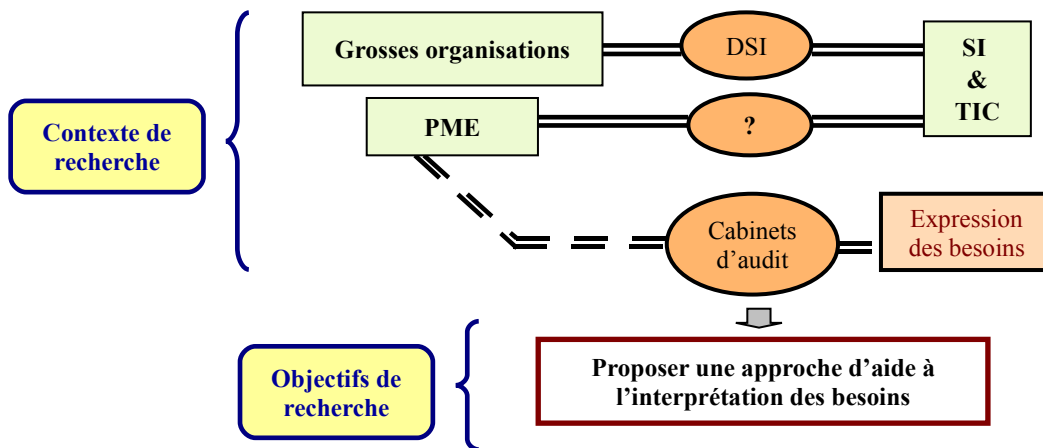 Grosses organisations
DSI
SI
&
TIC
PME
?
Contexte de
recherche
Cabinets
d’audit
Expression
des besoins
Objectifs de
recherche
Proposer une approche d’aide à
l’interprétation des besoins